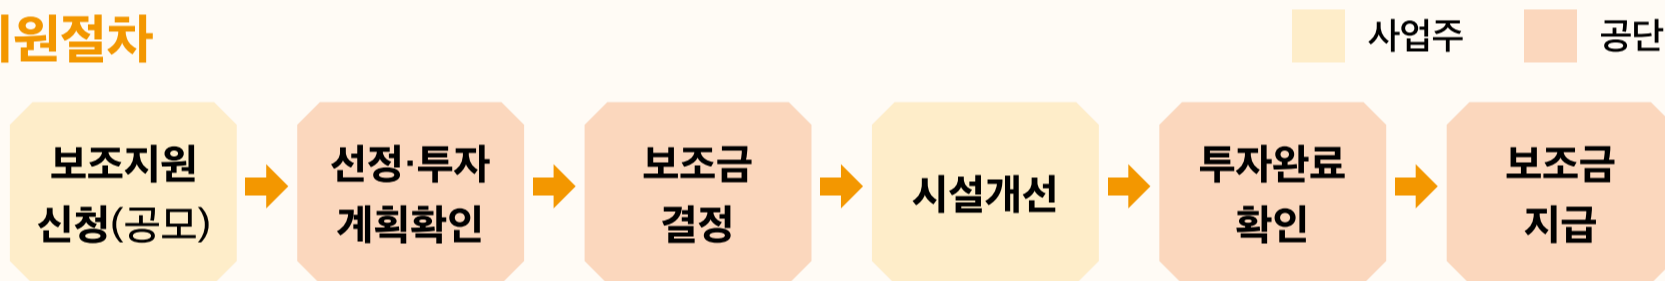 지원절차
사업주
공단
보조지원
신청(공모)
선정·투자
계획확인
보조금
결정
시설개선
투자완료
확인
보조금
지급